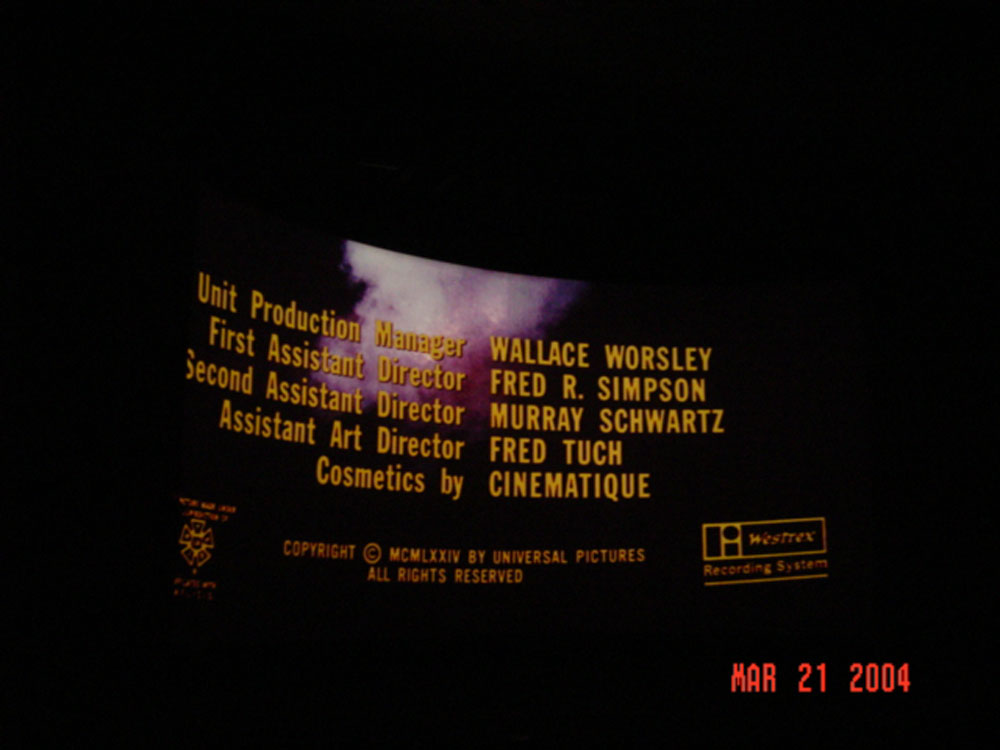 Unit Production Manager WALLACE WORSLEY
First Assistant Director FRED R. SIMPSON
Second Assistant Director MURRAY SCHWARTZ
Assistant Art Director FRED TUCH
Cosmetics by CINEMATIQUE
COPYRIGHT © MCMLXXIV BY UNIVERSAL PICTURES
ALL RIGHTS RESERVED
Westrex
Recording System
MAR 21 2004